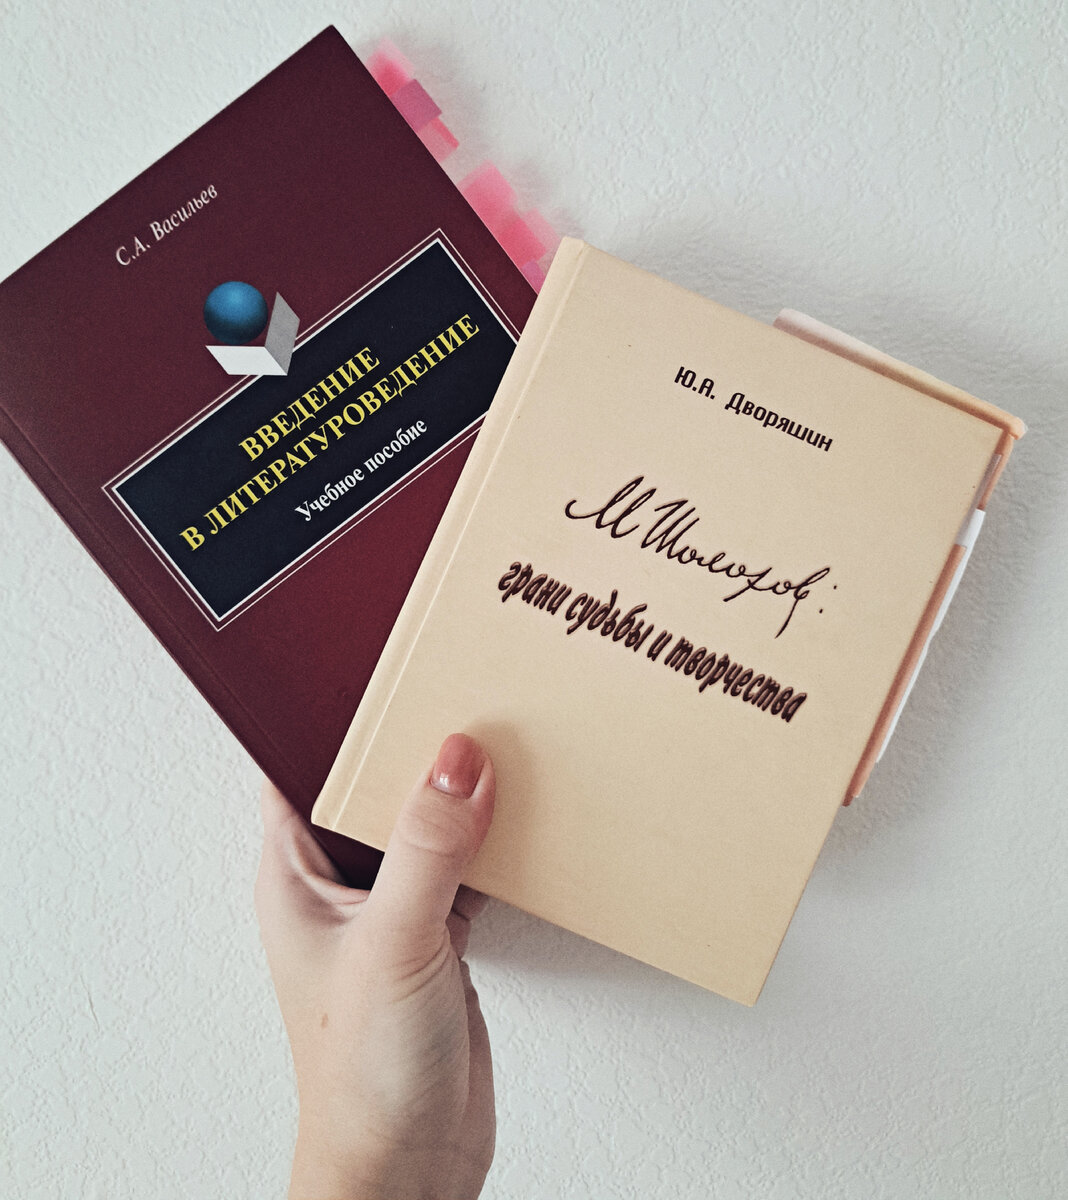 С.А. Васильев
ВВЕДЕНИЕ
В ЛИТЕРАТУРОВЕДЕНИЕ
Учебное пособие
Ю.А. Дворяшин
М Шолохов:
грани судьбы и творчества